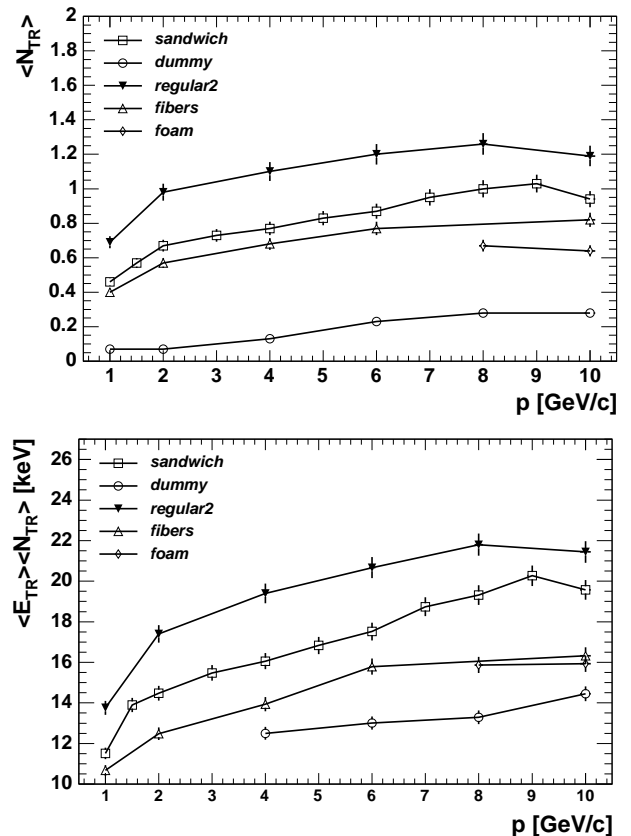 <N_TR>
2
1.8
1.6
1.4
1.2
1
0.8
0.6
0.4
0.2
0
sandwich
dummy
regular2
fibers
foam
1 2 3 4 5 6 7 8 9 10
p [GeV/c]
<E_TR><N_TR> [keV]
26
24
22
20
18
16
14
12
10
sandwich
dummy
regular2
fibers
foam
1 2 3 4 5 6 7 8 9 10
p [GeV/c]